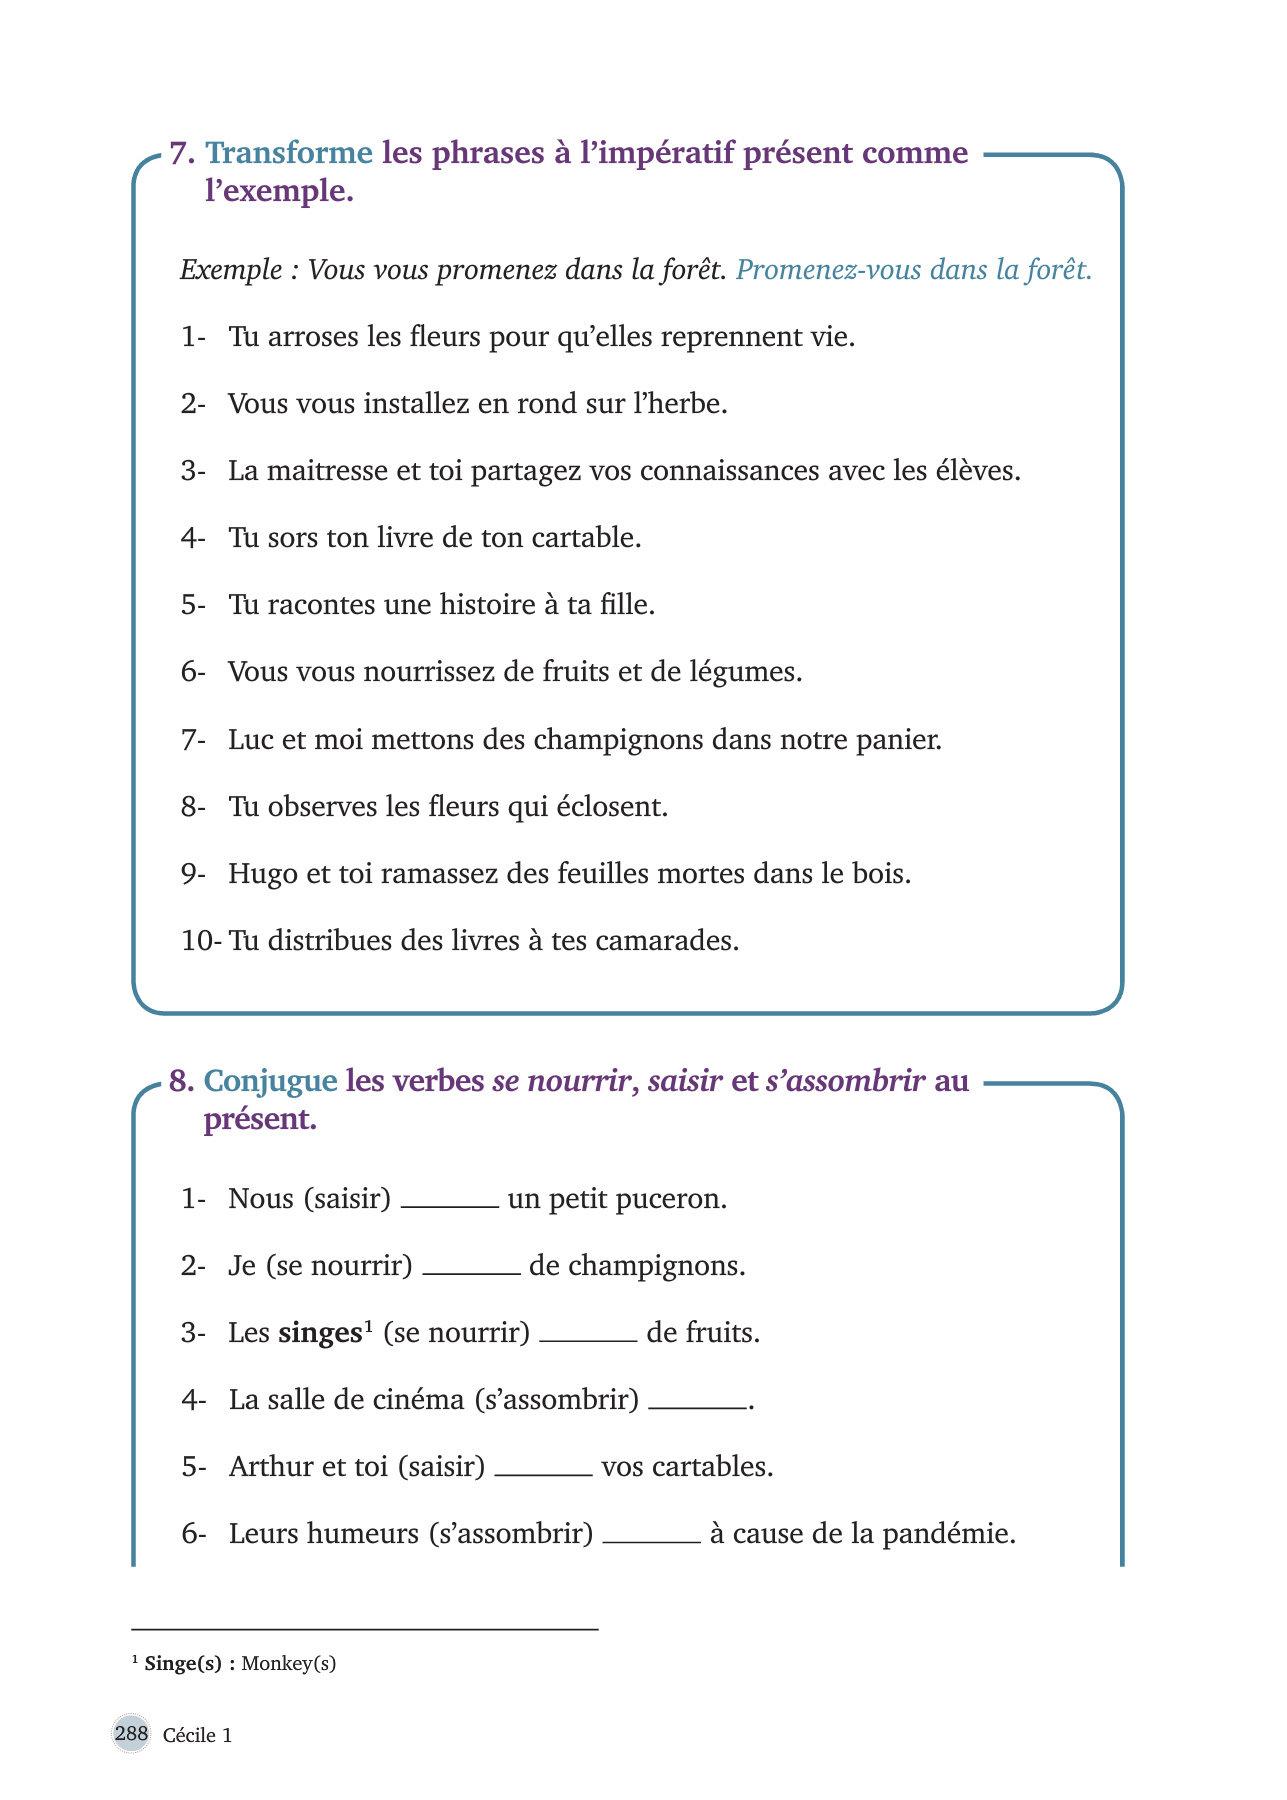 7. Transforme les phrases à l’impératif présent comme
l’exemple.
Exemple : Vous vous promenez dans la forêt. Promenez-vous dans la forêt.
1- Tu arroses les fleurs pour qu’elles reprennent vie.
2- Vous vous installez en rond sur l’herbe.
3- La maitresse et toi partagez vos connaissances avec les élèves.
4- Tu sors ton livre de ton cartable.
5- Tu racontes une histoire à ta fille.
6- Vous vous nourrissez de fruits et de légumes.
7- Luc et moi mettons des champignons dans notre panier.
8- Tu observes les fleurs qui éclosent.
9- Hugo et toi ramassez des feuilles mortes dans le bois.
10- Tu distribues des livres à tes camarades.
8. Conjugue les verbes se nourrir, saisir et s’assombrir au
présent.
1- Nous (saisir) ______ un petit puceron.
2- Je (se nourrir) ______ de champignons.
3- Les singes¹ (se nourrir) ______ de fruits.
4- La salle de cinéma (s’assombrir) ______.
5- Arthur et toi (saisir) ______ vos cartables.
6- Leurs humeurs (s’assombrir) ______ à cause de la pandémie.
¹ Singe(s) : Monkey(s)
288 Cécile 1